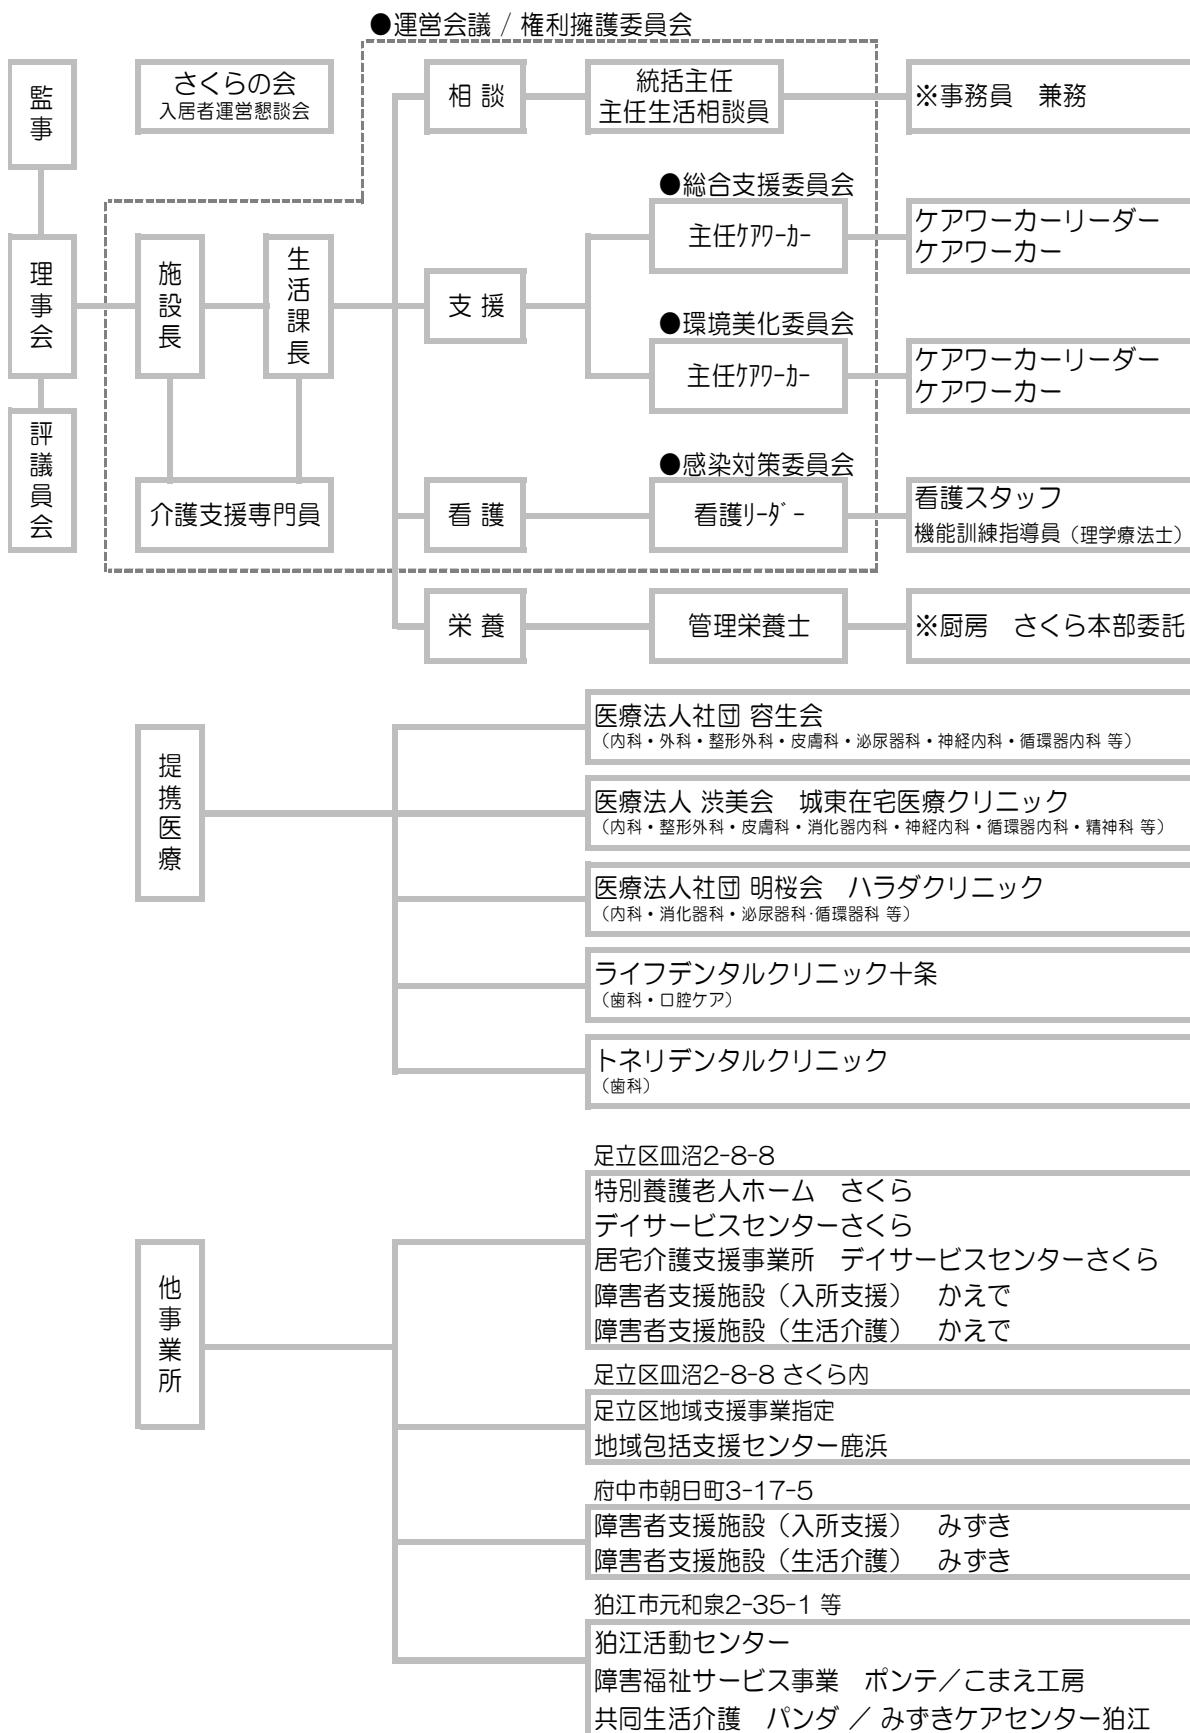 ●運営会議 / 権利擁護委員会
監事
さくらの会
入居者運営懇談会
相 談
統括主任
主任生活相談員
※事務員　兼務
●総合支援委員会
主任ｹｱﾜｰｶｰ
ケアワーカーリーダー
ケアワーカー
理事会
施設長
生活課長
支 援
●環境美化委員会
主任ｹｱﾜｰｶｰ
ケアワーカーリーダー
ケアワーカー
評議員会
介護支援専門員
●感染対策委員会
看 護
看護ﾘｰﾀﾞｰ
看護スタッフ
機能訓練指導員（理学療法士）
栄 養
管理栄養士
※厨房　さくら本部委託
提携医療
医療法人社団 容生会
（内科・外科・整形外科・皮膚科・泌尿器科・神経内科・循環器内科 等）
医療法人 渋美会　城東在宅医療クリニック
（内科・整形外科・皮膚科・消化器内科・神経内科・循環器内科・精神科 等）
医療法人社団 明桜会　ハラダクリニック
（内科・消化器科・泌尿器科･循環器科 等）
ライフデンタルクリニック十条
（歯科・口腔ケア）
トネリデンタルクリニック
（歯科）
他事業所
足立区皿沼2-8-8
特別養護老人ホーム　さくら
デイサービスセンターさくら
居宅介護支援事業所　デイサービスセンターさくら
障害者支援施設（入所支援）　かえで
障害者支援施設（生活介護）　かえで
足立区皿沼2-8-8 さくら内
足立区地域支援事業指定
地域包括支援センター鹿浜
府中市朝日町3-17-5
障害者支援施設（入所支援）　みずき
障害者支援施設（生活介護）　みずき
狛江市元和泉2-35-1 等
狛江活動センター
障害福祉サービス事業　ポンテ／こまえ工房
共同生活介護　パンダ ／ みずきケアセンター狛江